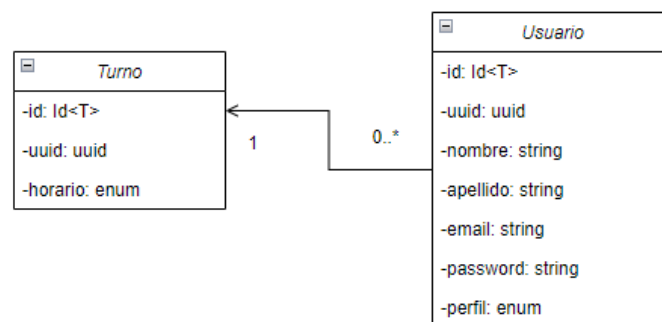 Turno
-id: Id<T>
-uuid: uuid
-horario: enum
1
0..*
Usuario
-id: Id<T>
-uuid: uuid
-nombre: string
-apellido: string
-email: string
-password: string
-perfil: enum